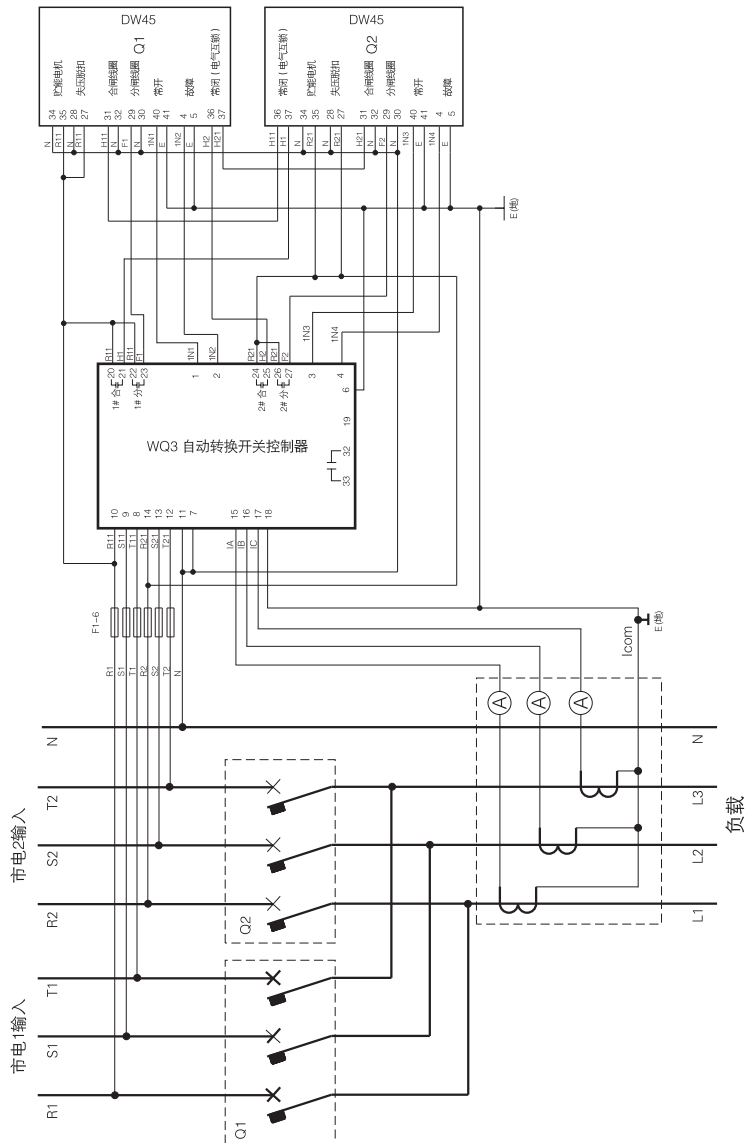 DW45
Q1
贮能电机
失压脱扣
合闸线圈
分闸线圈
常开
故障
常闭(电气互锁)
34
35
28
27
31
32
29
30
40
41
4
5
36
37
N
R11
N
R11
H11
N
F1
N
1N1
E
1N2
E
H2
H21
DW45
Q2
常闭(电气互锁)
贮能电机
失压脱扣
合闸线圈
分闸线圈
常开
故障
36
37
34
35
28
27
31
32
29
30
40
41
4
5
H11
H1
N
R21
N
R21
H21
N
F2
N
1N3
E
1N4
E
E(地)
R11
H1
R11
F1
1N1
1N2
R21
H2
R21
F2
1N3
1N4
20
21
22
23
1
2
24
25
26
27
3
4
6
1# 合
1# 分
2# 合
2# 分
19
32
33
WQ3 自动转换开关控制器
10
9
8
14
13
12
11
7
15
16
17
18
R11
S11
T11
R21
S21
T21
IA
IB
IC
F1-6
R1
S1
T1
R2
S2
T2
N
Icom
E(地)
A
A
A
N
N
T2
L3
市电2输入
S2
L2
负载
R2
L1
Q2
T1
市电1输入
S1
R1
Q1